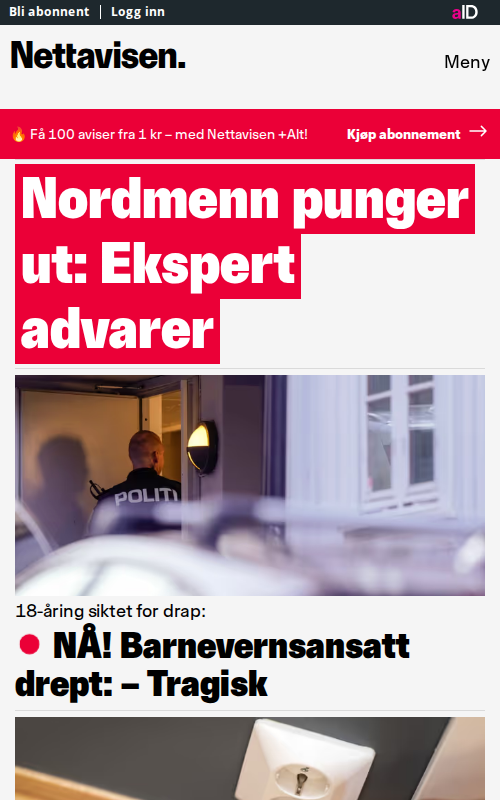 Bli abonnent | Logg inn
aID
Nettavisen.
Meny
🔥 Få 100 aviser fra 1 kr – med Nettavisen +Alt! Kjøp abonnement →
Nordmenn punger
ut: Ekspert
advarer
POLITI
18-åring siktet for drap:
NÅ! Barnevernsansatt
drept: – Tragisk